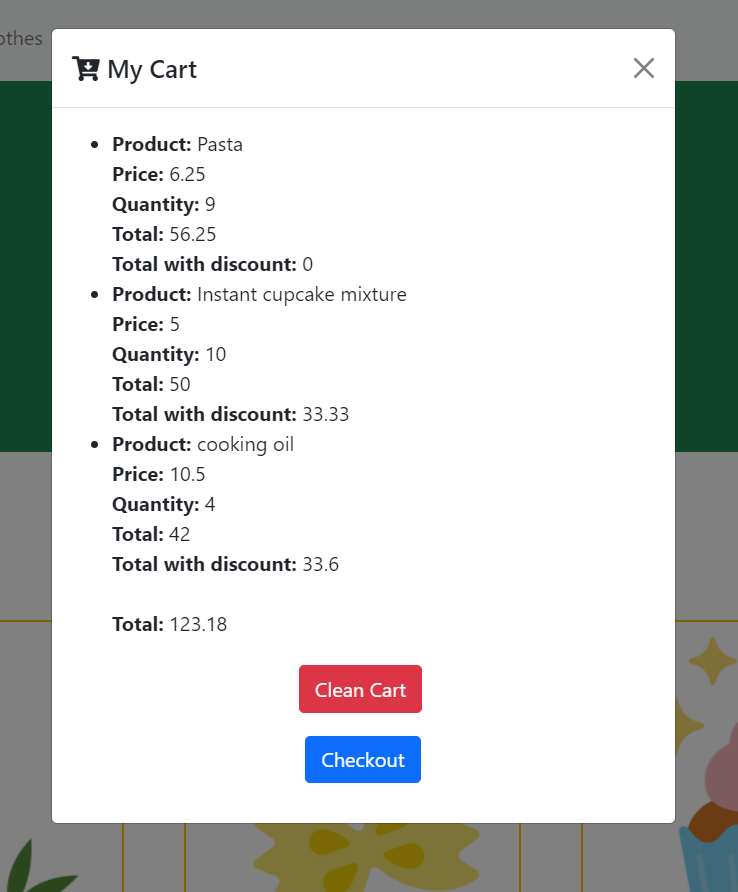 othes
My Cart
Product: Pasta
Price: 6.25
Quantity: 9
Total: 56.25
Total with discount: 0
Product: Instant cupcake mixture
Price: 5
Quantity: 10
Total: 50
Total with discount: 33.33
Product: cooking oil
Price: 10.5
Quantity: 4
Total: 42
Total with discount: 33.6
Total: 123.18
Clean Cart
Checkout